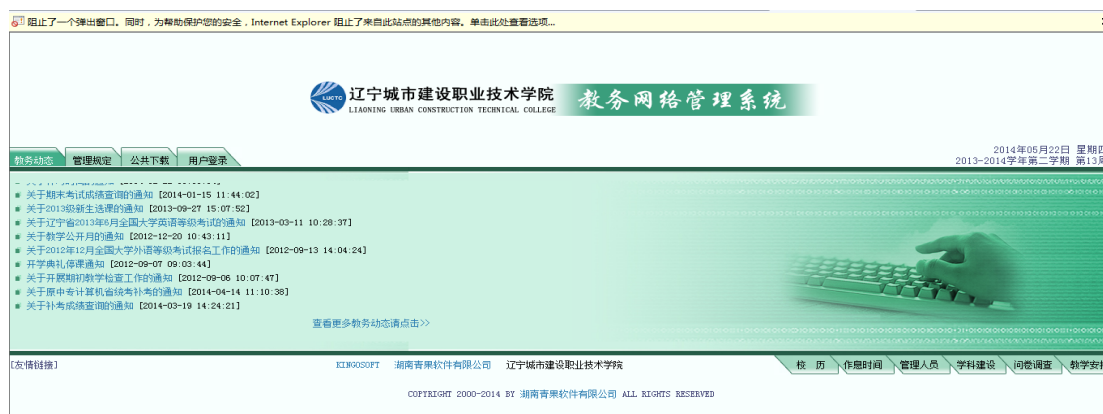 阻止了一个弹出窗口。同时，为帮助保护您的安全，Internet Explorer 阻止了来自此站点的其他内容。单击此处查看选项...
LUCTC
辽宁城市建设职业技术学院
LIAONING URBAN CONSTRUCTION TECHNICAL COLLEGE
教务网络管理系统
2014年05月22日 星期四
教务动态 管理规定 公共下载 用户登录
2013-2014学年第二学期 第13周
关于期末考试成绩查询的通知 [2014-01-15 11:44:02]
关于2013级新生选课的通知 [2013-09-27 15:07:52]
关于辽宁省2013年6月全国大学英语等级考试的通知 [2013-03-11 10:28:37]
关于教学公开月的通知 [2012-12-20 10:43:11]
关于2012年12月全国大学外语等级考试报名工作的通知 [2012-09-13 14:04:24]
开学典礼停课通知 [2012-09-07 09:03:44]
关于开展期初教学检查工作的通知 [2012-09-06 10:07:47]
关于原中专计算机省统考补考的通知 [2014-04-14 11:10:38]
关于补考成绩查询的通知 [2014-03-19 14:24:21]
查看更多教务动态请点击>>
[友情链接] KINGOSOFT 湖南青果软件有限公司 辽宁城市建设职业技术学院 校 历 作息时间 管理人员 学科建设 问卷调查 教学安
COPYRIGHT 2000-2014 BY 湖南青果软件有限公司 ALL RIGHTS RESERVED